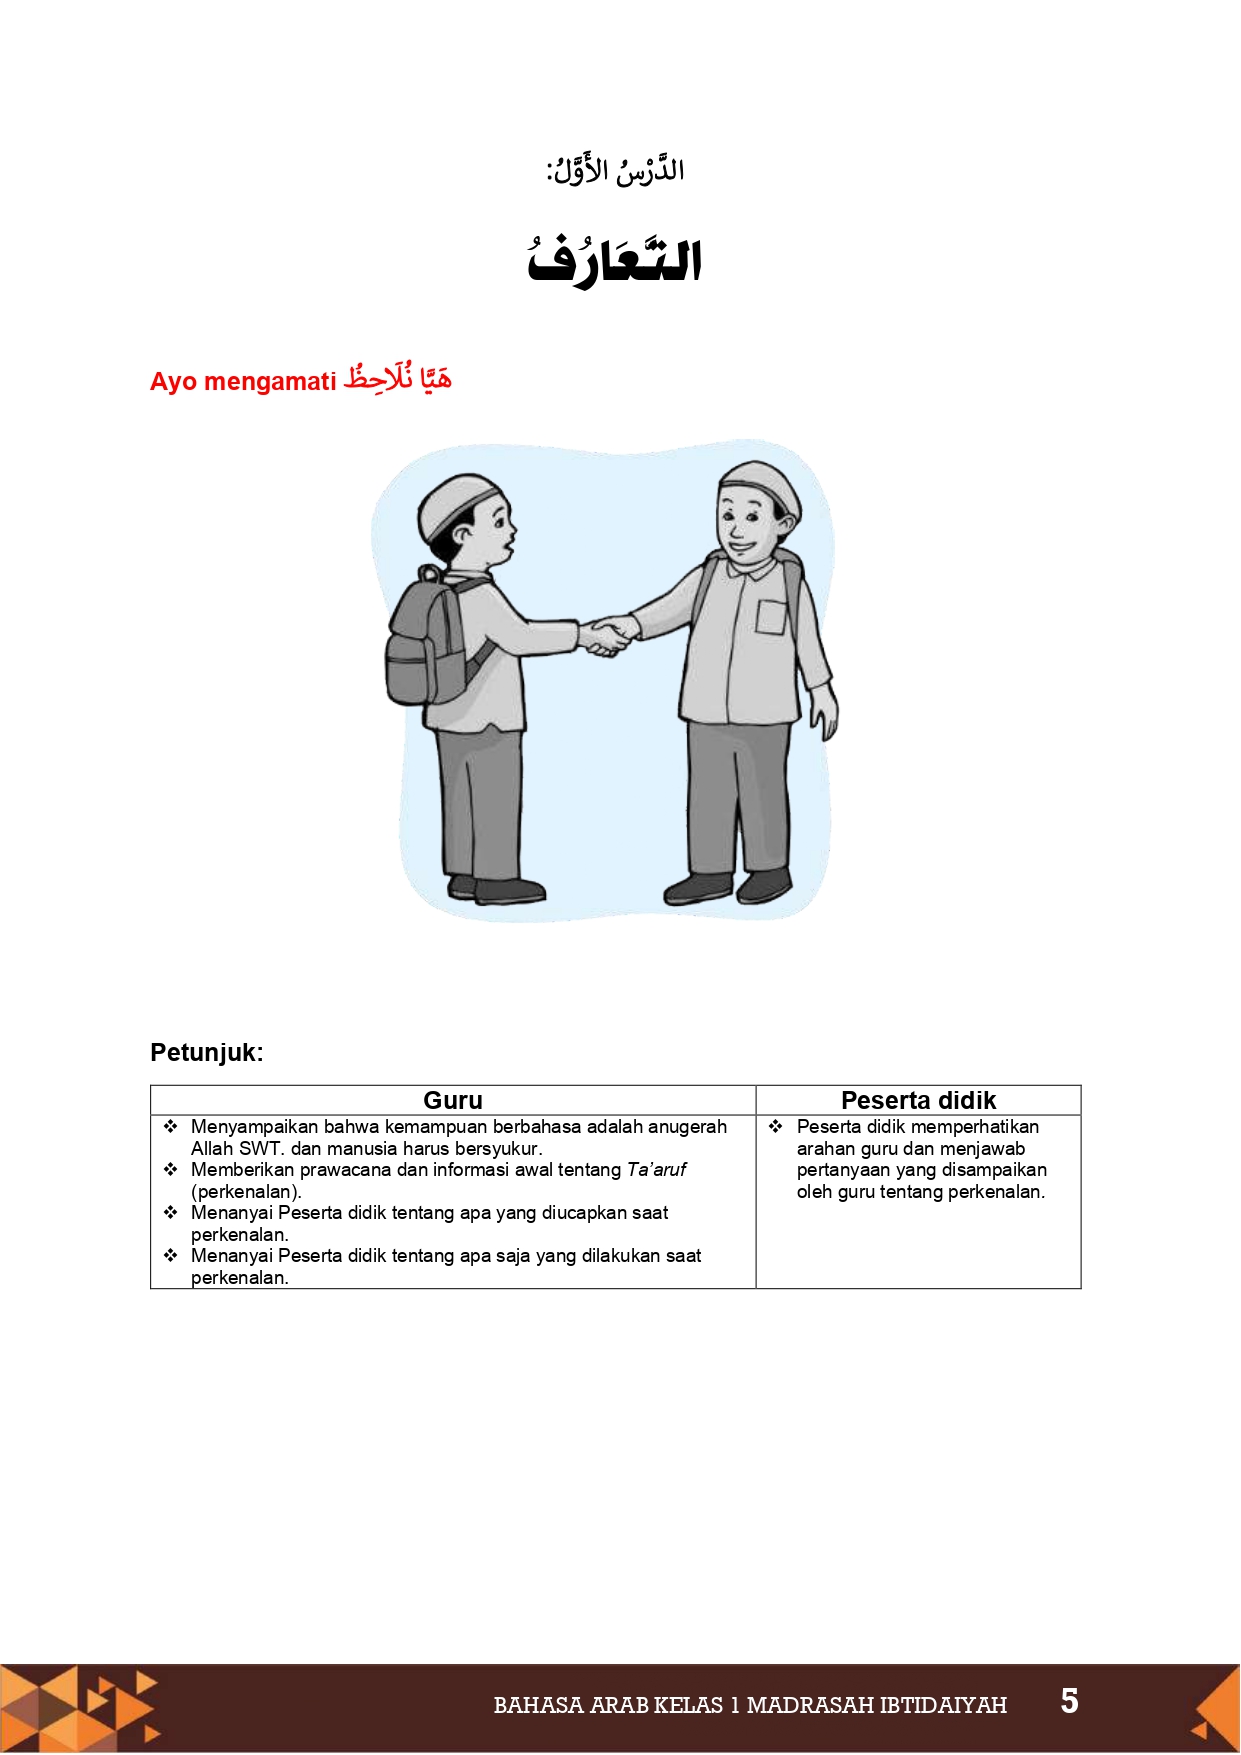 الدَّرْسُ الأَوَّلُ:
التَّعَارُفُ
Ayo mengamati هَيَّا نُلَاحِظُ
Petunjuk:
Guru
❖ Menyampaikan bahwa kemampuan berbahasa adalah anugerah
Allah SWT. dan manusia harus bersyukur.
❖ Memberikan prawacana dan informasi awal tentang Ta’aruf
(perkenalan).
❖ Menanyai Peserta didik tentang apa yang diucapkan saat
perkenalan.
❖ Menanyai Peserta didik tentang apa saja yang dilakukan saat
perkenalan.
Peserta didik
❖ Peserta didik memperhatikan
arahan guru dan menjawab
pertanyaan yang disampaikan
oleh guru tentang perkenalan.
BAHASA ARAB KELAS 1 MADRASAH IBTIDAIYAH 5